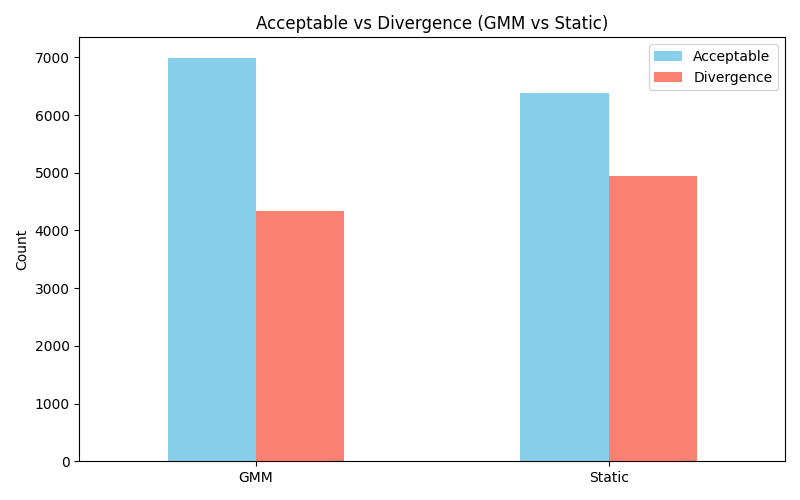 Acceptable vs Divergence (GMM vs Static)
Acceptable
Divergence
7000
6000
5000
4000
3000
2000
1000
0
Count
GMM
Static